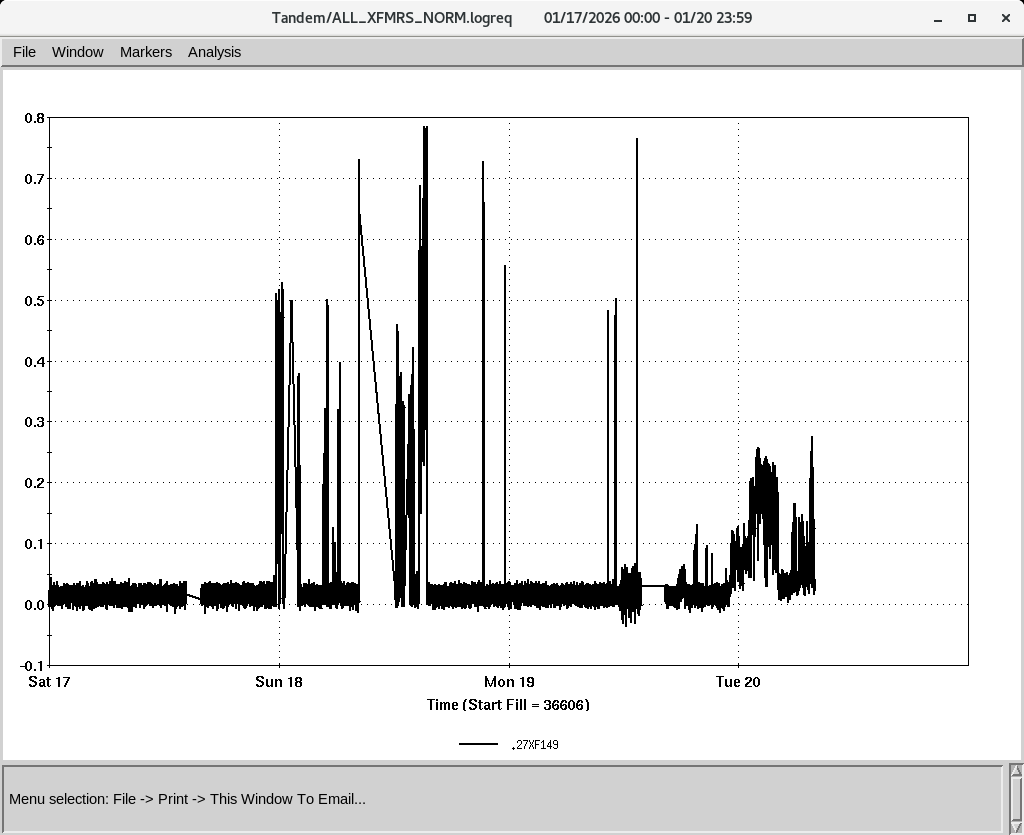 Tandem/ALL_XFMRS_NORM.logreq 01/17/2026 00:00 - 01/20 23:59
File Window Markers Analysis
0.8
0.7
0.6
0.5
0.4
0.3
0.2
0.1
0.0
-0.1
Sat 17 Sun 18 Mon 19 Tue 20
Time (Start Fill = 36606)
.27XF149
Menu selection: File -> Print -> This Window To Email...